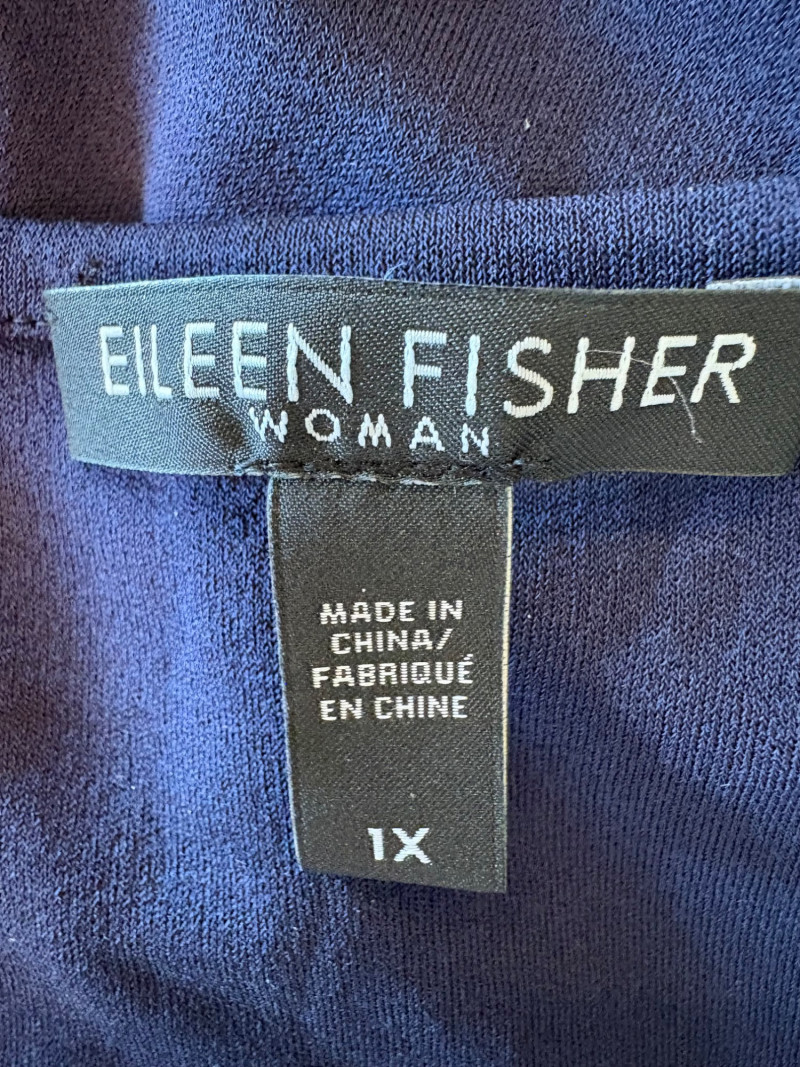 EILEEN FISHER
WOMAN
MADE IN
CHINA/
FABRIQUÉ
EN CHINE
1X